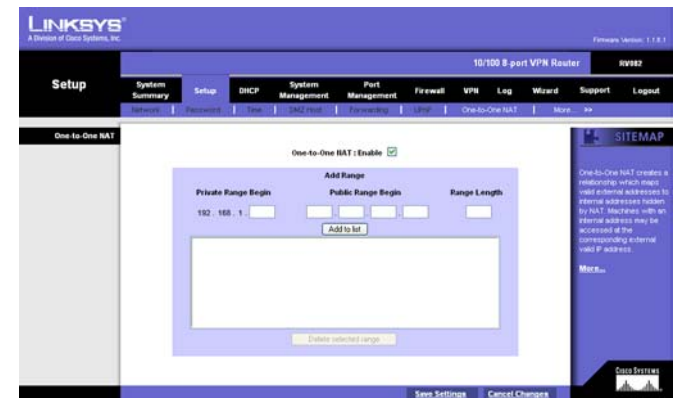 LINKSYS®
A Division of Cisco Systems, Inc.
Firmware Version: 1.1.8.1
10/100 8-port VPN Router RV082
Setup
System Summary Setup DHCP System Management Port Management Firewall VPN Log Wizard Support Logout
Network | Password | Time | DMZ Host | Forwarding | UPnP | One-to-One NAT | More... >>
One-to-One NAT
SITEMAP
One-to-One NAT : Enable
Add Range
Private Range Begin Public Range Begin Range Length
192 . 168 . 1 . . . .
Add to list
Delete selected range
One-to-One NAT creates a
relationship which maps
valid external addresses to
internal addresses hidden
by NAT. Machines with an
internal address may be
accessed at the
corresponding external
valid IP address.
More...
Save Settings Cancel Changes
CISCO SYSTEMS